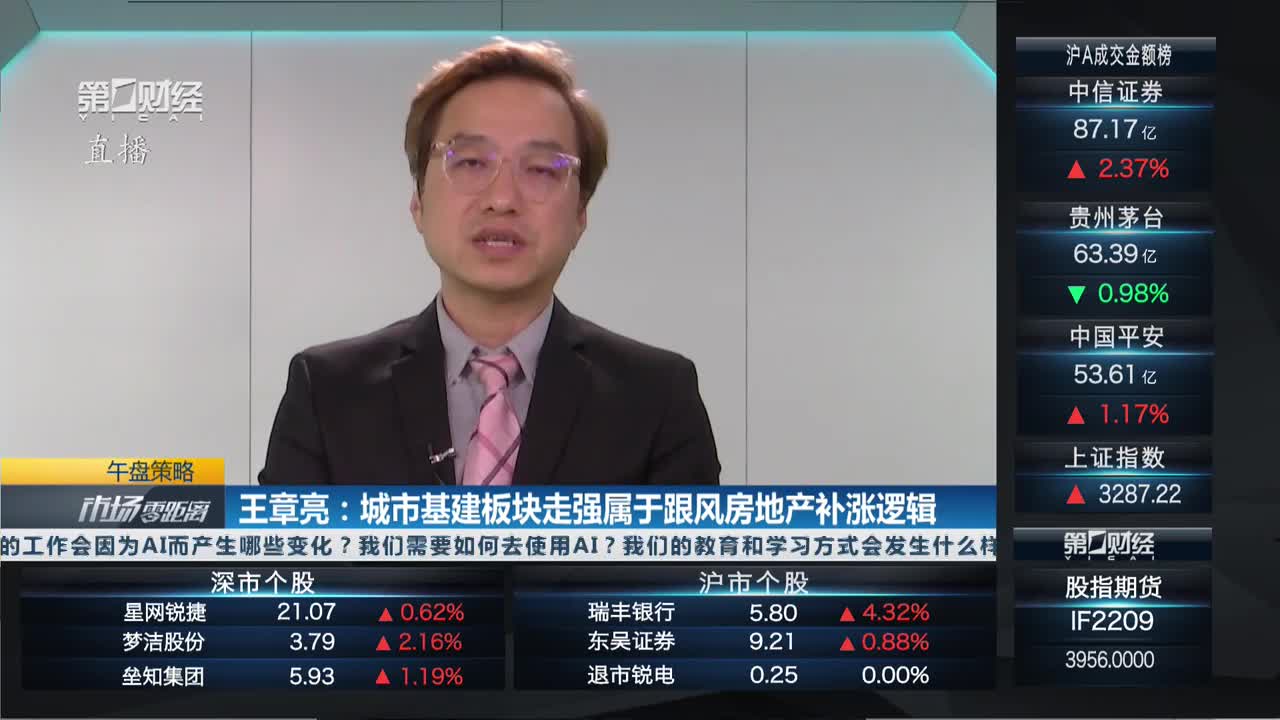 第一财经
YICAI
直播
午盘策略
市场零距离
王章亮：城市基建板块走强属于跟风房地产补涨逻辑
的工作会因为AI而产生哪些变化？我们需要如何去使用AI？我们的教育和学习方式会发生什么样
深市个股
星网锐捷 21.07 ▲0.62%
梦洁股份 3.79 ▲2.16%
垒知集团 5.93 ▲1.19%
沪市个股
瑞丰银行 5.80 ▲4.32%
东吴证券 9.21 ▲0.88%
退市锐电 0.25 0.00%
沪A成交金额榜
中信证券
87.17亿
▲ 2.37%
贵州茅台
63.39亿
▼ 0.98%
中国平安
53.61亿
▲ 1.17%
上证指数
▲ 3287.22
第一财经
YICAI
股指期货
IF2209
3956.0000